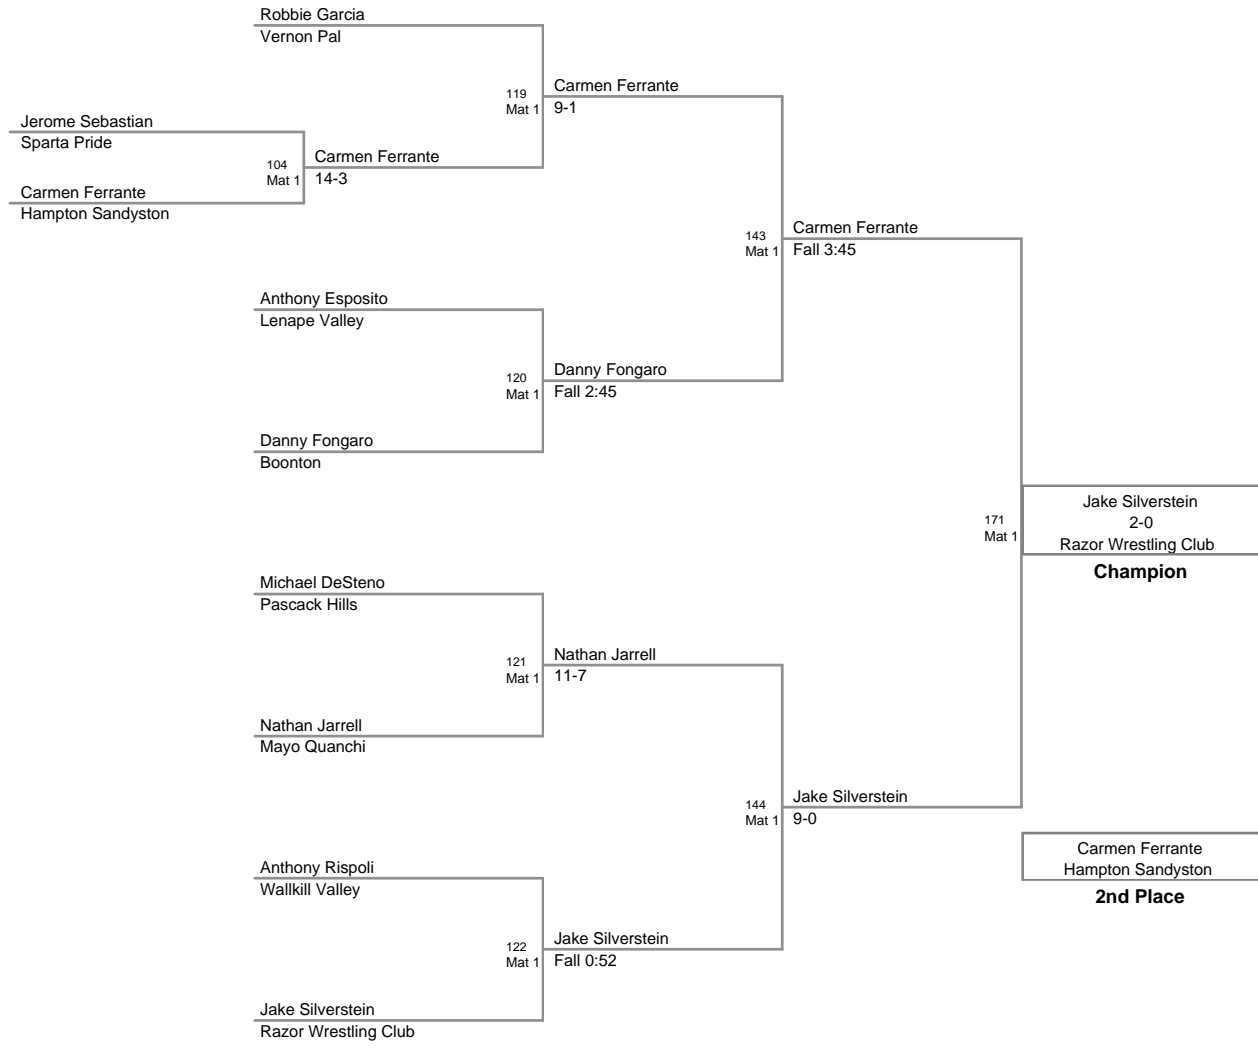 Robbie Garcia
Vernon Pal
119
Mat 1
Carmen Ferrante
9-1
Jerome Sebastian
Sparta Pride
104
Mat 1
Carmen Ferrante
14-3
Carmen Ferrante
Hampton Sandyston
143
Mat 1
Carmen Ferrante
Fall 3:45
Anthony Esposito
Lenape Valley
120
Mat 1
Danny Fongaro
Fall 2:45
Danny Fongaro
Boonton
171
Mat 1
Jake Silverstein
2-0
Razor Wrestling Club
Champion
Michael DeSteno
Pascack Hills
121
Mat 1
Nathan Jarrell
11-7
Nathan Jarrell
Mayo Quanchi
144
Mat 1
Jake Silverstein
9-0
Carmen Ferrante
Hampton Sandyston
2nd Place
Anthony Rispoli
Wallkill Valley
122
Mat 1
Jake Silverstein
Fall 0:52
Jake Silverstein
Razor Wrestling Club